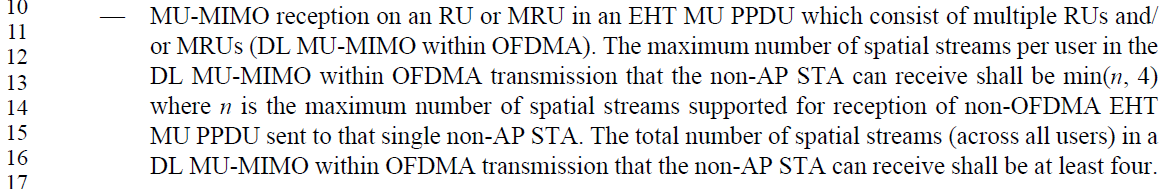 10 — MU-MIMO reception on an RU or MRU in an EHT MU PPDU which consist of multiple RUs and/
11 or MRUs (DL MU-MIMO within OFDMA). The maximum number of spatial streams per user in the
12 DL MU-MIMO within OFDMA transmission that the non-AP STA can receive shall be min(n, 4)
13 where n is the maximum number of spatial streams supported for reception of non-OFDMA EHT
14 MU PPDU sent to that single non-AP STA. The total number of spatial streams (across all users) in a
15 DL MU-MIMO within OFDMA transmission that the non-AP STA can receive shall be at least four.
16
17